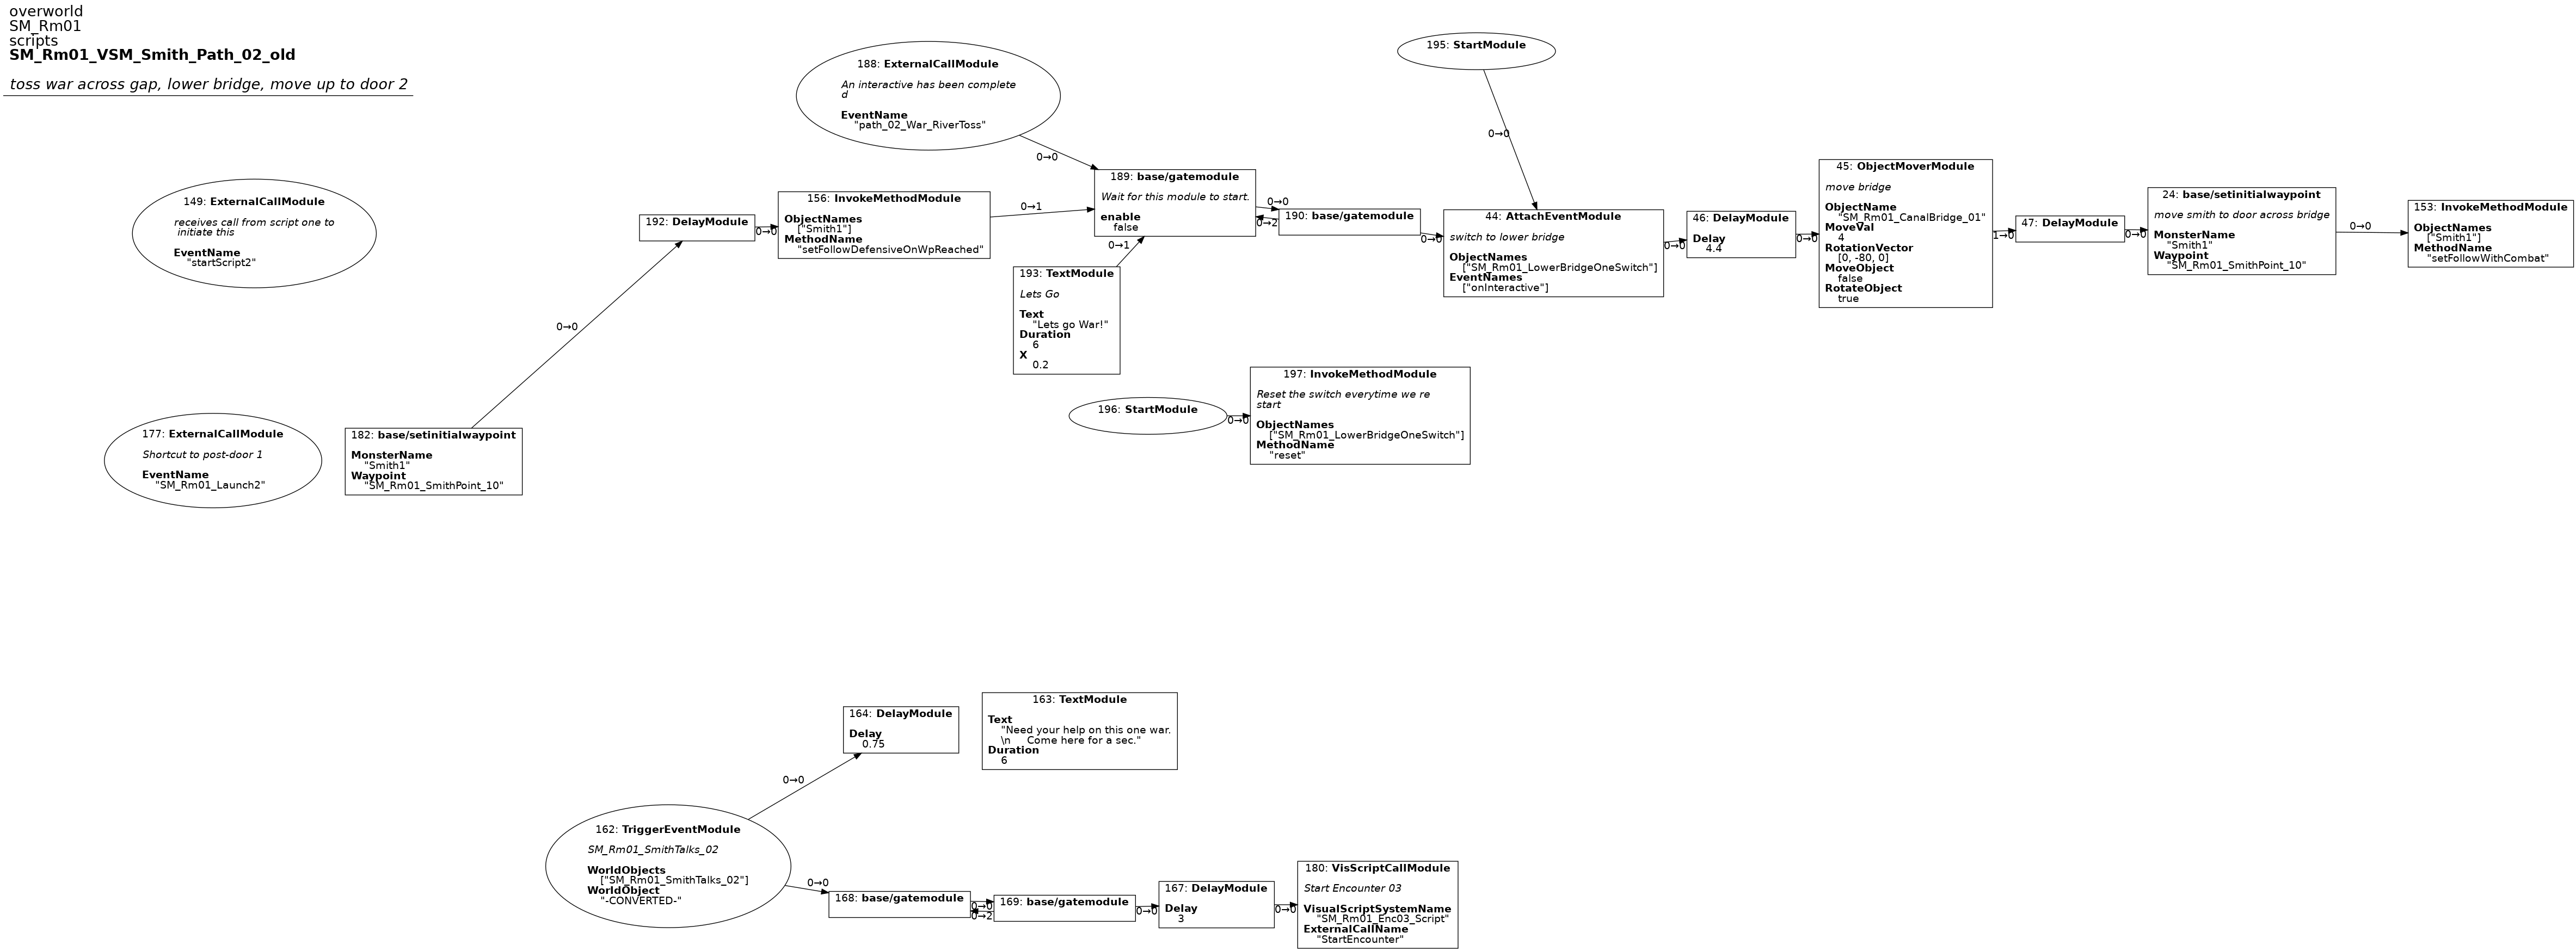 overworld
SM_Rm01
scripts
SM_Rm01_VSM_Smith_Path_02_old
toss war across gap, lower bridge, move up to door 2
195: StartModule
188: ExternalCallModule
An interactive has been complete
d
EventName
"path_02_War_RiverToss"
0→0
0→0
149: ExternalCallModule
receives call from script one to
initiate this
EventName
"startScript2"
192: DelayModule
0→0
156: InvokeMethodModule
ObjectNames
["Smith1"]
MethodName
"setFollowDefensiveOnWpReached"
0→1
189: base/gatemodule
Wait for this module to start.
enable
false
0→0
0→2
190: base/gatemodule
0→0
44: AttachEventModule
switch to lower bridge
ObjectNames
["SM_Rm01_LowerBridgeOneSwitch"]
EventNames
["onInteractive"]
0→0
46: DelayModule
Delay
4.4
0→0
45: ObjectMoverModule
move bridge
ObjectName
"SM_Rm01_CanalBridge_01"
MoveVal
4
RotationVector
[0, -80, 0]
MoveObject
false
RotateObject
true
1→0
47: DelayModule
0→0
24: base/setinitialwaypoint
move smith to door across bridge
MonsterName
"Smith1"
Waypoint
"SM_Rm01_SmithPoint_10"
0→0
153: InvokeMethodModule
ObjectNames
["Smith1"]
MethodName
"setFollowWithCombat"
0→1
193: TextModule
Lets Go
Text
"Lets go War!"
Duration
6
X
0.2
0→0
196: StartModule
0→0
197: InvokeMethodModule
Reset the switch everytime we re
start
ObjectNames
["SM_Rm01_LowerBridgeOneSwitch"]
MethodName
"reset"
177: ExternalCallModule
Shortcut to post-door 1
EventName
"SM_Rm01_Launch2"
182: base/setinitialwaypoint
MonsterName
"Smith1"
Waypoint
"SM_Rm01_SmithPoint_10"
164: DelayModule
Delay
0.75
163: TextModule
Text
"Need your help on this one war.
\n     Come here for a sec."
Duration
6
0→0
162: TriggerEventModule
SM_Rm01_SmithTalks_02
WorldObjects
["SM_Rm01_SmithTalks_02"]
WorldObject
"-CONVERTED-"
0→0
168: base/gatemodule
0→0
0→2
169: base/gatemodule
0→0
167: DelayModule
Delay
3
0→0
180: VisScriptCallModule
Start Encounter 03
VisualScriptSystemName
"SM_Rm01_Enc03_Script"
ExternalCallName
"StartEncounter"